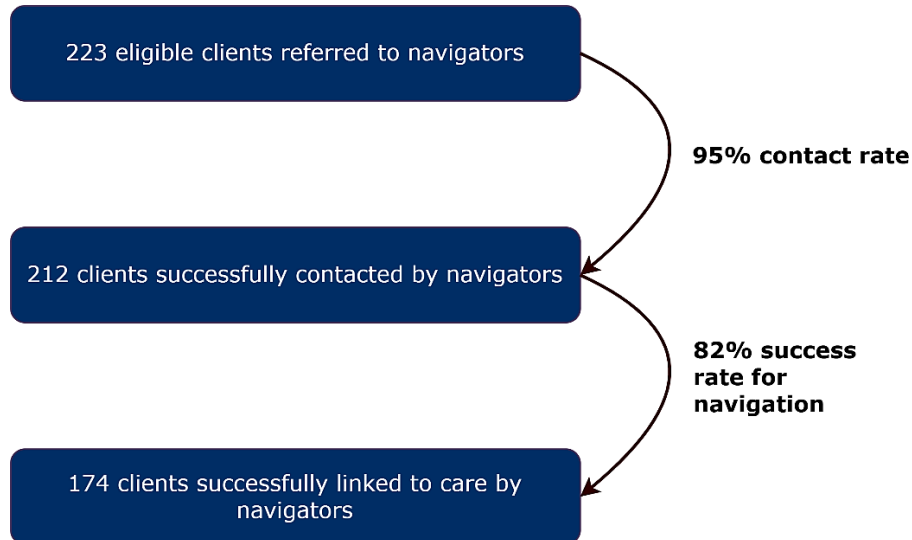 223 eligible clients referred to navigators
95% contact rate
212 clients successfully contacted by navigators
82% success
rate for
navigation
174 clients successfully linked to care by
navigators